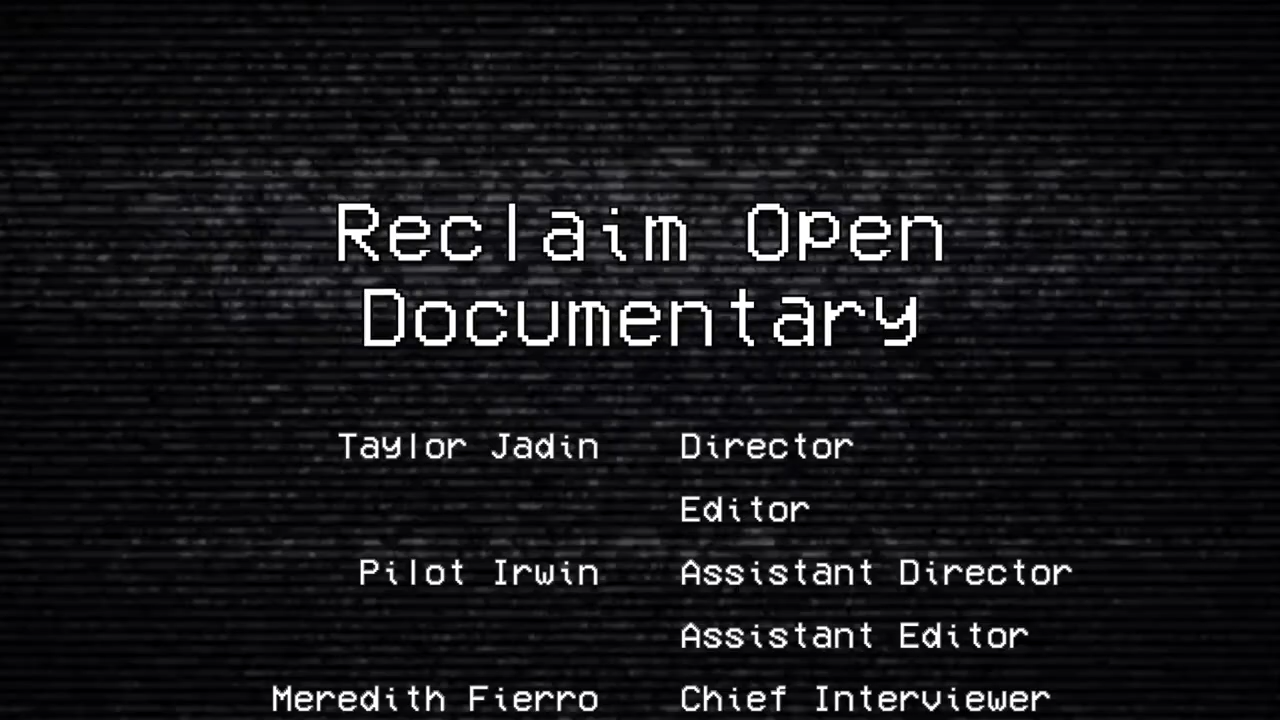 Reclaim Open
Documentary
Taylor Jadin Director
Editor
Pilot Irwin Assistant Director
Assistant Editor
Meredith Fierro Chief Interviewer